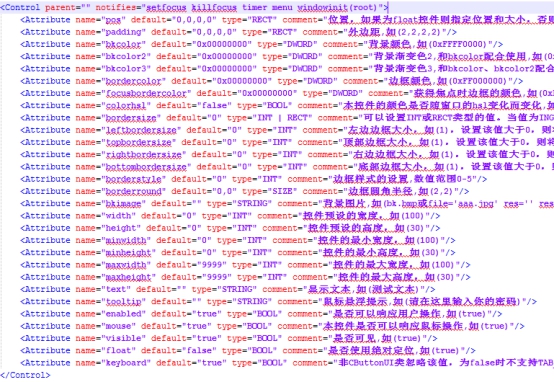 <Control parent="" notifies="setfocus killfocus timer menu windowinit(root)">
<Attribute name="pos" default="0,0,0,0" type="RECT" comment="位置，如果为float控件则指定位置和大小，否则
<Attribute name="padding" default="0,0,0,0" type="RECT" comment="外边距,如(2,2,2,2)"/>
<Attribute name="bkcolor" default="0x00000000" type="DWORD" comment="背景颜色,如(0xFFFF0000)"/>
<Attribute name="bkcolor2" default="0x00000000" type="DWORD" comment="背景渐变色2,和bkcolor配合使用,如(0x
<Attribute name="bkcolor3" default="0x00000000" type="DWORD" comment="背景渐变色3,和bkcolor、bkcolor2配合
<Attribute name="bordercolor" default="0x00000000" type="DWORD" comment="边框颜色,如(0xFF000000)"/>
<Attribute name="focusbordercolor" default="0x00000000" type="DWORD" comment="获得焦点时边框的颜色,如(0x
<Attribute name="colorhsl" default="false" type="BOOL" comment="本控件的颜色是否随窗口的hsl变化而变化,如
<Attribute name="bordersize" default="0" type="INT | RECT" comment="可以设置INT或RECT类型的值。当值为ING
<Attribute name="leftbordersize" default="0" type="INT" comment="左边边框大小，如(1)。设置该值大于0，则将
<Attribute name="topbordersize" default="0" type="INT" comment="顶部边框大小，如(1)。设置该值大于0，则将
<Attribute name="rightbordersize" default="0" type="INT" comment="右边边框大小，如(1)。设置该值大于0，则
<Attribute name="bottombordersize" default="0" type="INT" comment="底部边框大小，如(1)。设置该值大于0，
<Attribute name="borderstyle" default="0" type="INT" comment="边框样式的设置,数值范围0-5"/>
<Attribute name="borderround" default="0,0" type="SIZE" comment="边框圆角半径,如(2,2)"/>
<Attribute name="bkimage" default="" type="STRING" comment="背景图片,如(bk.bmp或file='aaa.jpg' res='' res
<Attribute name="width" default="0" type="INT" comment="控件预设的宽度，如(100)"/>
<Attribute name="height" default="0" type="INT" comment="控件预设的高度，如(30)"/>
<Attribute name="minwidth" default="0" type="INT" comment="控件的最小宽度，如(100)"/>
<Attribute name="minheight" default="0" type="INT" comment="控件的最小高度，如(30)"/>
<Attribute name="maxwidth" default="9999" type="INT" comment="控件的最大宽度，如(100)"/>
<Attribute name="maxheight" default="9999" type="INT" comment="控件的最大高度，如(30)"/>
<Attribute name="text" default="" type="STRING" comment="显示文本,如(测试文本)"/>
<Attribute name="tooltip" default="" type="STRING" comment="鼠标悬浮提示,如(请在这里输入你的密码)"/>
<Attribute name="enabled" default="true" type="BOOL" comment="是否可以响应用户操作,如(true)"/>
<Attribute name="mouse" default="true" type="BOOL" comment="本控件是否可以响应鼠标操作,如(true)"/>
<Attribute name="visible" default="true" type="BOOL" comment="是否可见,如(true)"/>
<Attribute name="float" default="false" type="BOOL" comment="是否使用绝对定位,如(true)"/>
<Attribute name="keyboard" default="true" type="BOOL" comment="非CButtonUI类忽略该值。为false时不支持TAB
</Control>